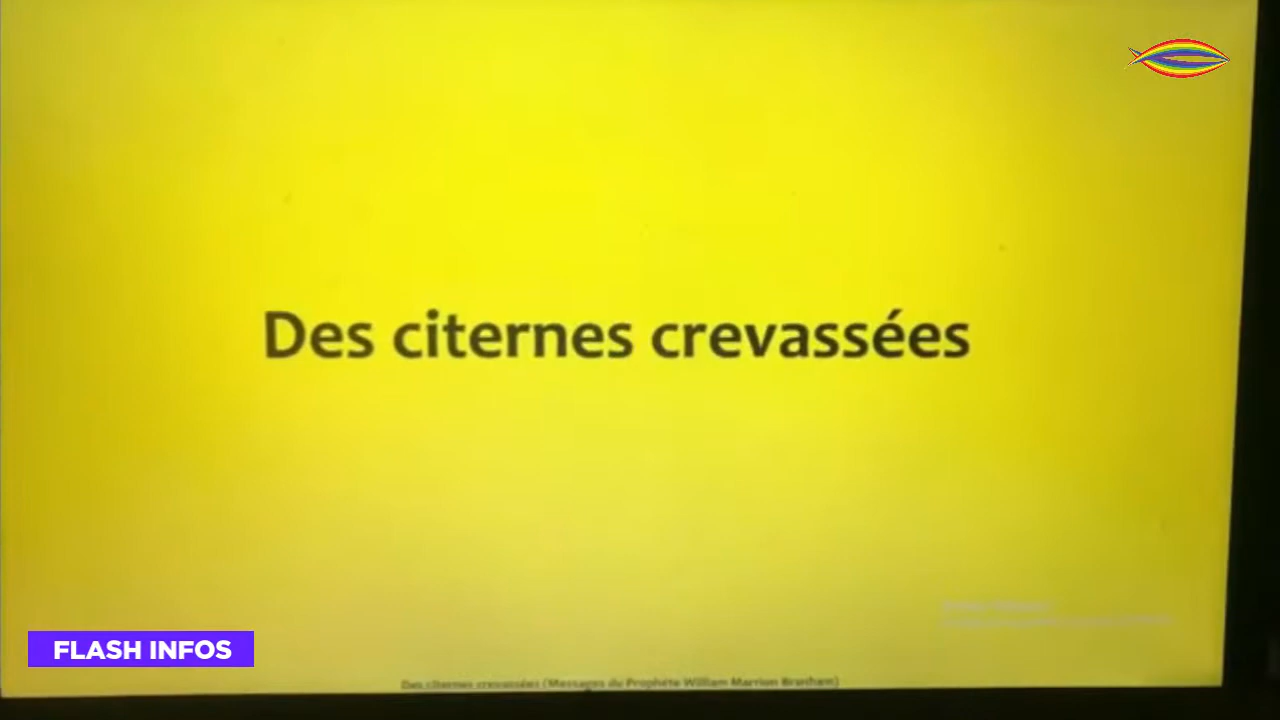 Des citernes crevassées
FLASH INFOS
Des citernes crevassées (Messages du Prophète William Marrion Branham)